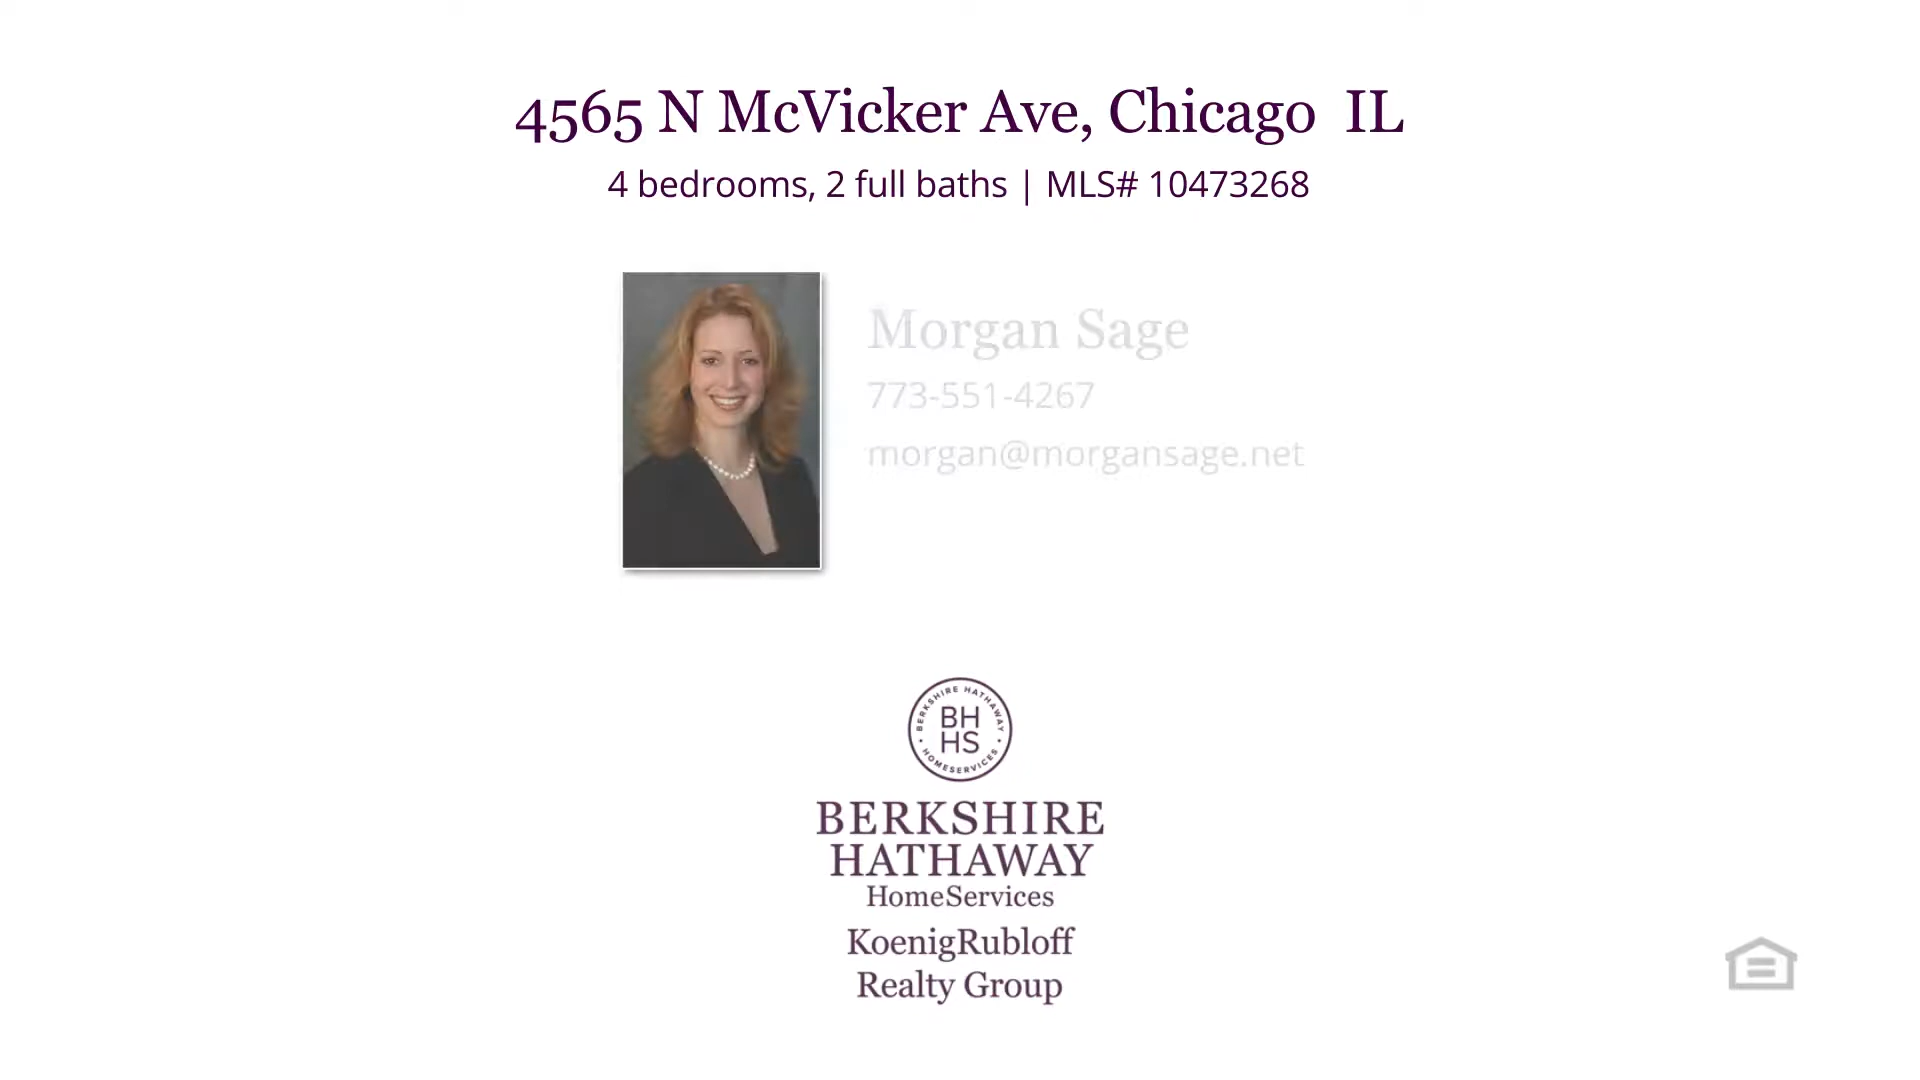 4565 N McVicker Ave, Chicago  IL
4 bedrooms, 2 full baths | MLS# 10473268
Morgan Sage
773-551-4267
morgan@morgansage.net
BERKSHIRE HATHAWAY
HOMESERVICES
BH
HS
BERKSHIRE
HATHAWAY
HomeServices
KoenigRubloff
Realty Group